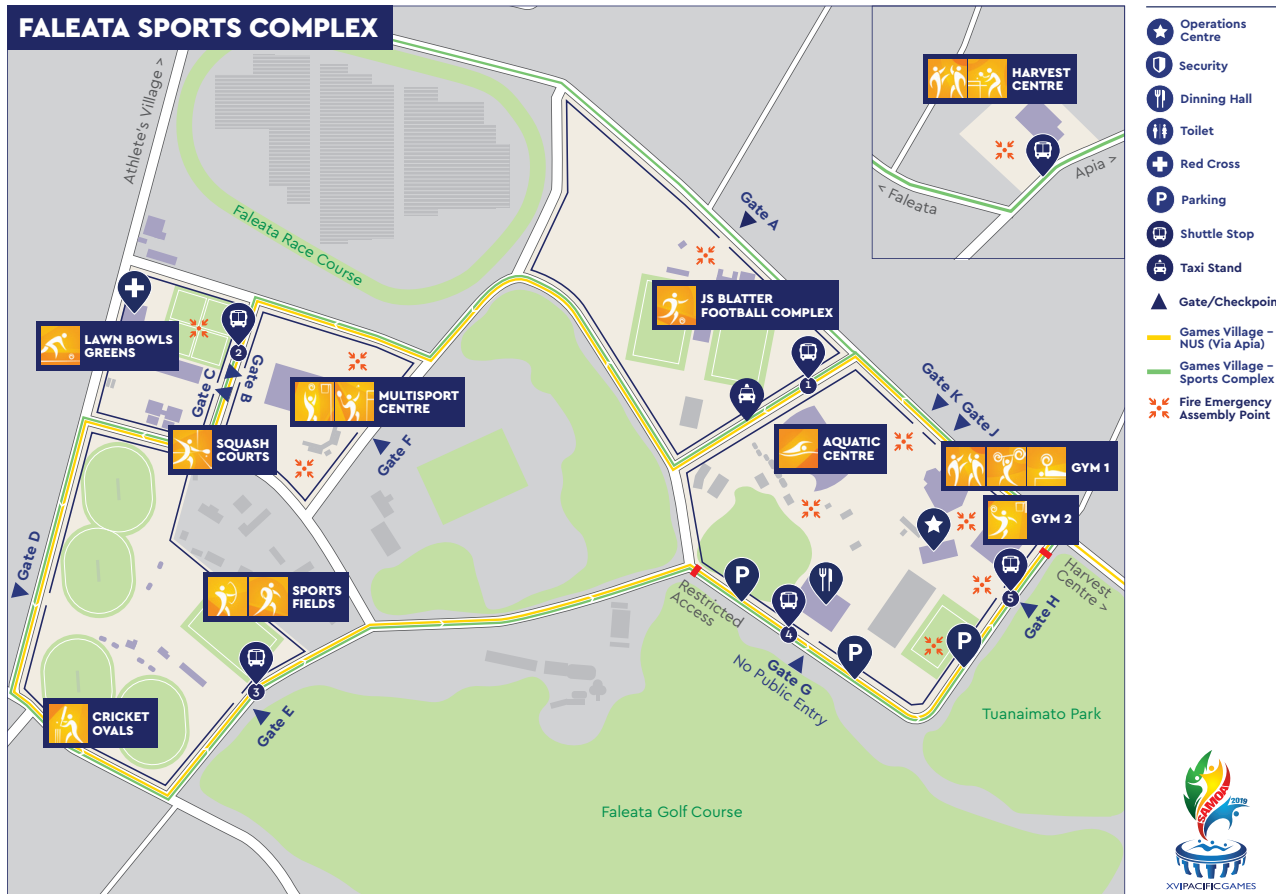 FALEATA SPORTS COMPLEX
Athlete's Village >
Faleata Race Course
HARVEST
CENTRE
Apia >
< Faleata
Gate A
JS BLATTER
FOOTBALL COMPLEX
LAWN BOWLS
GREENS
2
Gate C
Gate B
MULTISPORT
CENTRE
Gate F
SQUASH
COURTS
1
Gate K
Gate J
AQUATIC
CENTRE
GYM 1
GYM 2
Gate D
SPORTS
FIELDS
3
Gate E
CRICKET
OVALS
Restricted
Access
P
4
Gate G
No Public Entry
P
P
5
Gate H
Harvest
Centre >
Tuanaimato Park
Faleata Golf Course
Operations
Centre
Security
Dinning Hall
Toilet
Red Cross
P
Parking
Shuttle Stop
Taxi Stand
Gate/Checkpoin
Games Village –
NUS (Via Apia)
Games Village –
Sports Complex
Fire Emergency
Assembly Point
SAMOA
2019
XVI PACIFIC GAMES